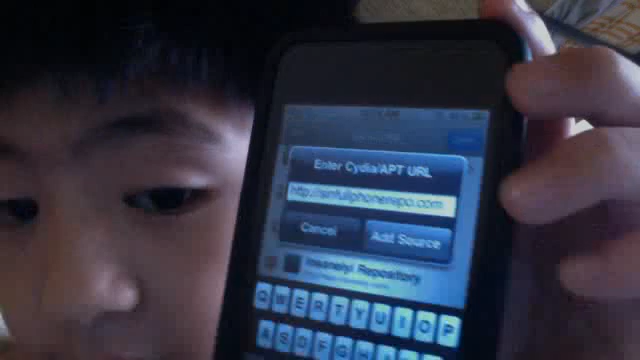 Enter Cydia/APT URL
http://sinfuliphonerepo.com
Cancel
Add Source
Insanelyi Repository
Q W E R T Y U I O P
A S D F G H J K L